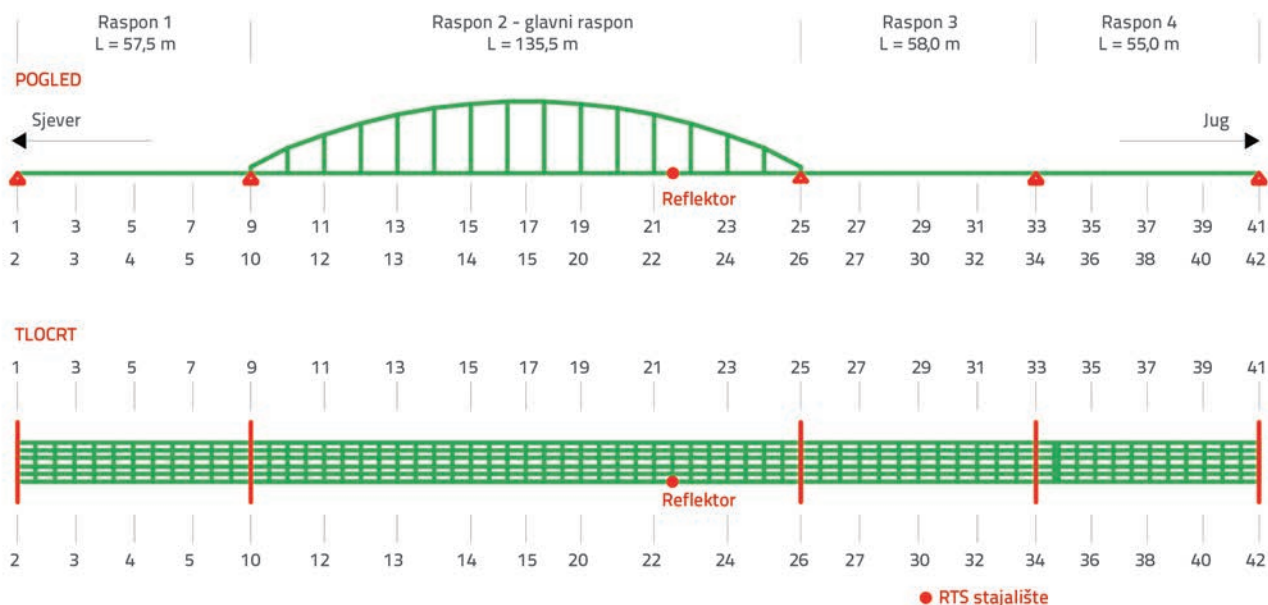 Raspon 1
L = 57,5 m
Raspon 2 - glavni raspon
L = 135,5 m
Raspon 3
L = 58,0 m
Raspon 4
L = 55,0 m
POGLED
Sjever
Jug
Reflektor
1 3 5 7 9 11 13 15 17 19 21 23 25 27 29 31 33 35 37 39 41
2 3 4 5 10 12 13 14 15 20 22 24 26 27 30 32 34 36 38 40 42
TLOCRT
1 3 5 7 9 11 13 15 17 19 21 23 25 27 29 31 33 35 37 39 41
Reflektor
2 3 4 5 10 12 13 14 15 20 22 24 26 27 30 32 34 36 38 40 42
RTS stajalište